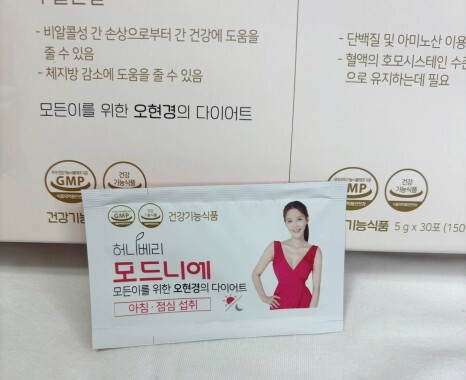 - 비알콜성 간 손상으로부터 간 건강에 도움을
줄 수 있음
- 체지방 감소에 도움을 줄 수 있음
모든이를 위한 오현경의 다이어트
GMP
건강
기능식품
- 단백질 및 아미노산 이용
- 혈액의 호모시스테인 수준
으로 유지하는데 필요
GMP
건강
기능식품
기능식품 5 g x 30포 (150
건강기능
GMP
건강기능식품
허니베리
모드니에
모든이를 위한 오현경의 다이어트
아침·점심 섭취